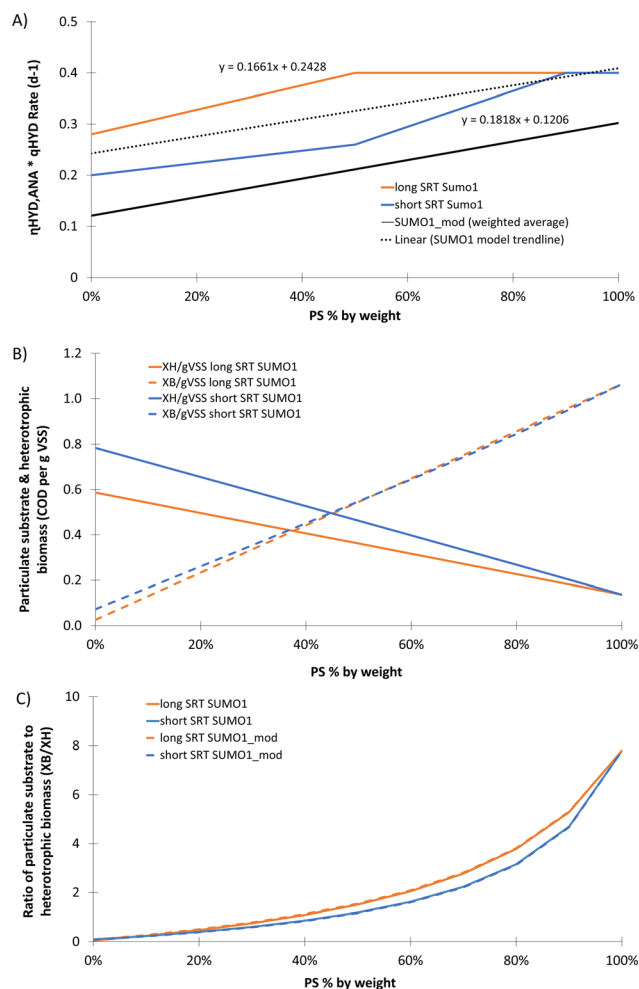 A)
ηHYD,ANA * qHYD Rate (d-1)
0.5
0.4
0.3
0.2
0.1
0
y = 0.1661x + 0.2428
y = 0.1818x + 0.1206
long SRT Sumo1
short SRT Sumo1
SUMO1_mod (weighted average)
Linear (SUMO1 model trendline)
0% 20% 40% 60% 80% 100%
PS % by weight
B)
Particulate substrate & heterotrophic
biomass (COD per g VSS)
1.2
1.0
0.8
0.6
0.4
0.2
0.0
XH/gVSS long SRT SUMO1
XB/gVSS long SRT SUMO1
XH/gVSS short SRT SUMO1
XB/gVSS short SRT SUMO1
0% 20% 40% 60% 80% 100%
PS % by weight
C)
Ratio of particulate substrate to
heterotrophic biomass (XB/XH)
10
8
6
4
2
0
long SRT SUMO1
short SRT SUMO1
long SRT SUMO1_mod
short SRT SUMO1_mod
0% 20% 40% 60% 80% 100%
PS % by weight